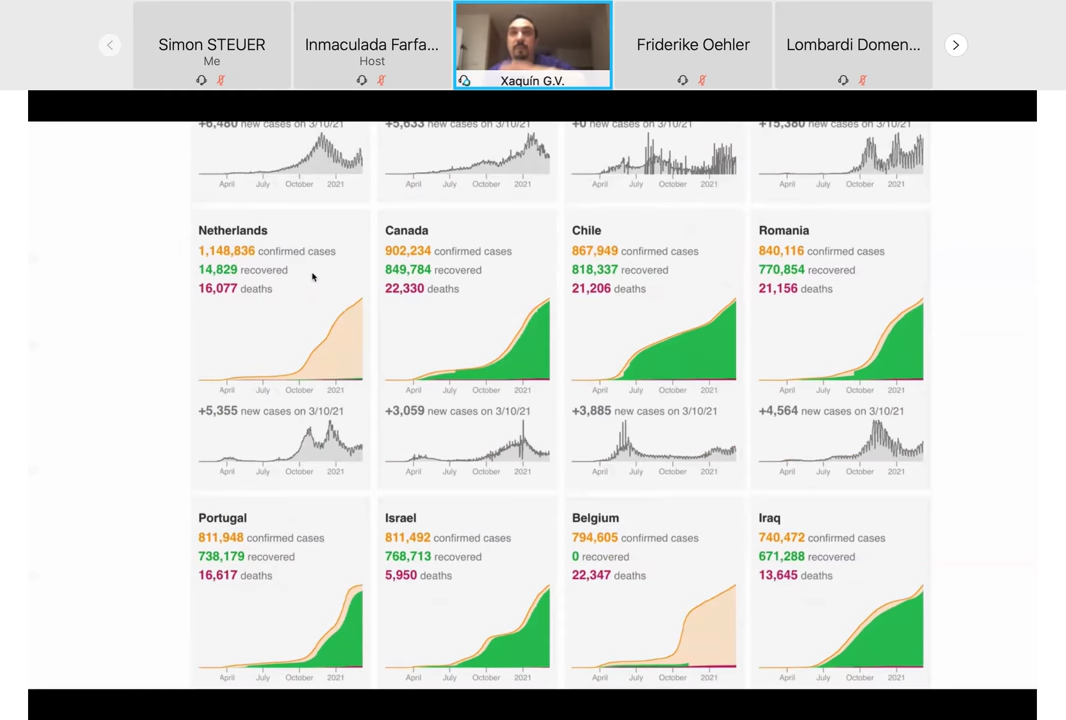 Simon STEUER
Me
Inmaculada Farfa...
Host
Xaquín G.V.
Friderike Oehler
Lombardi Domen...
+6,480 new cases on 3/10/21
+5,633 new cases on 3/10/21
+0 new cases on 3/10/21
+15,380 new cases on 3/10/21
April July October 2021
April July October 2021
April July October 2021
April July October 2021
Netherlands
1,148,836 confirmed cases
14,829 recovered
16,077 deaths
April July October 2021
+5,355 new cases on 3/10/21
April July October 2021
Canada
902,234 confirmed cases
849,784 recovered
22,330 deaths
April July October 2021
+3,059 new cases on 3/10/21
April July October 2021
Chile
867,949 confirmed cases
818,337 recovered
21,206 deaths
April July October 2021
+3,885 new cases on 3/10/21
April July October 2021
Romania
840,116 confirmed cases
770,854 recovered
21,156 deaths
April July October 2021
+4,564 new cases on 3/10/21
April July October 2021
Portugal
811,948 confirmed cases
738,179 recovered
16,617 deaths
April July October 2021
Israel
811,492 confirmed cases
768,713 recovered
5,950 deaths
April July October 2021
Belgium
794,605 confirmed cases
0 recovered
22,347 deaths
April July October 2021
Iraq
740,472 confirmed cases
671,288 recovered
13,645 deaths
April July October 2021